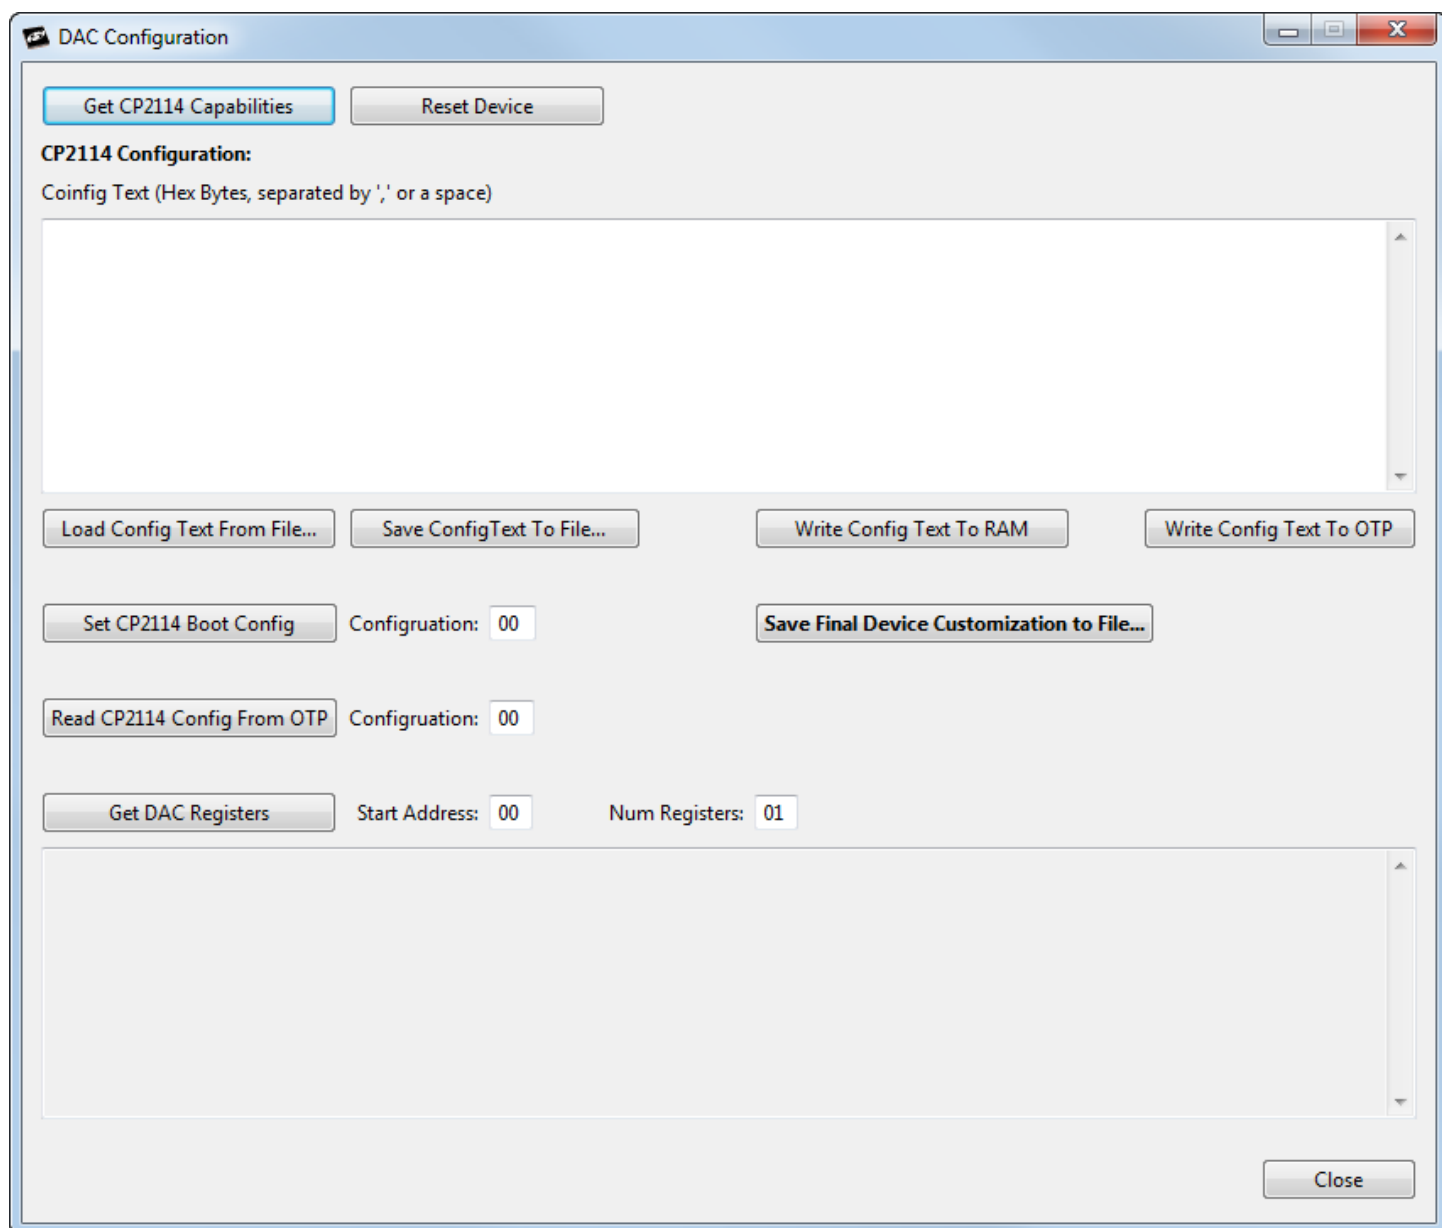 DAC Configuration
Get CP2114 Capabilities Reset Device
CP2114 Configuration:
Coinfig Text (Hex Bytes, separated by ',' or a space)
Load Config Text From File... Save ConfigText To File... Write Config Text To RAM Write Config Text To OTP
Set CP2114 Boot Config Configruation: 00 Save Final Device Customization to File...
Read CP2114 Config From OTP Configruation: 00
Get DAC Registers Start Address: 00 Num Registers: 01
Close